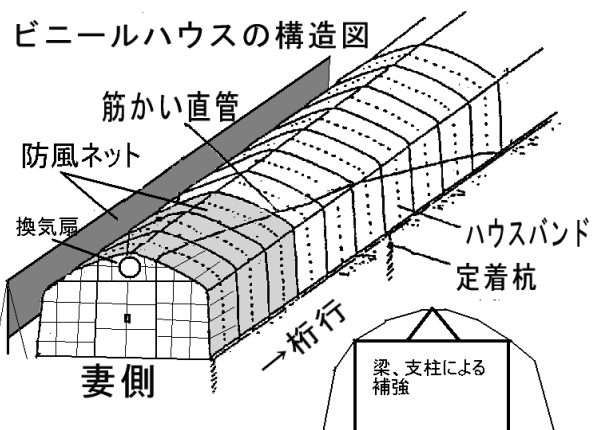 ビニールハウスの構造図
筋かい直管
防風ネット
換気扇
ハウスバンド
定着杭
→桁行
妻側
梁、支柱による
補強